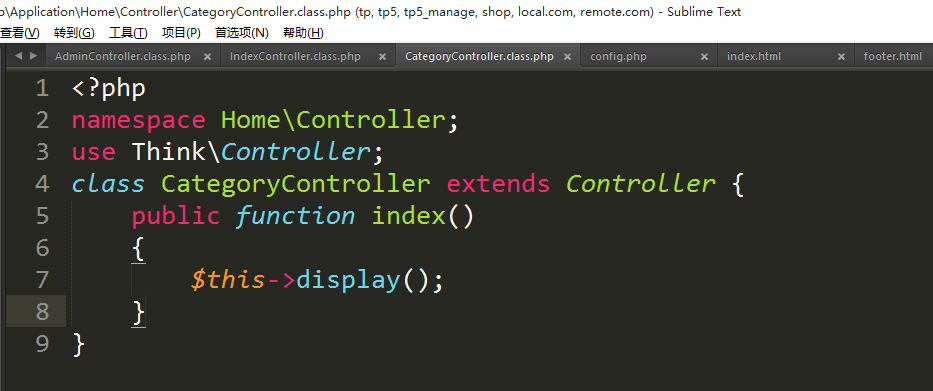 p\Application\Home\Controller\CategoryController.class.php (tp, tp5, tp5_manage, shop, local.com, remote.com) - Sublime Text
查看(V) 转到(G) 工具(T) 项目(P) 首选项(N) 帮助(H)
AdminController.class.php × IndexController.class.php × CategoryController.class.php × config.php × index.html × footer.html
1 <?php
2 namespace Home\Controller;
3 use Think\Controller;
4 class CategoryController extends Controller {
5     public function index()
6     {
7         $this->display();
8     }
9 }